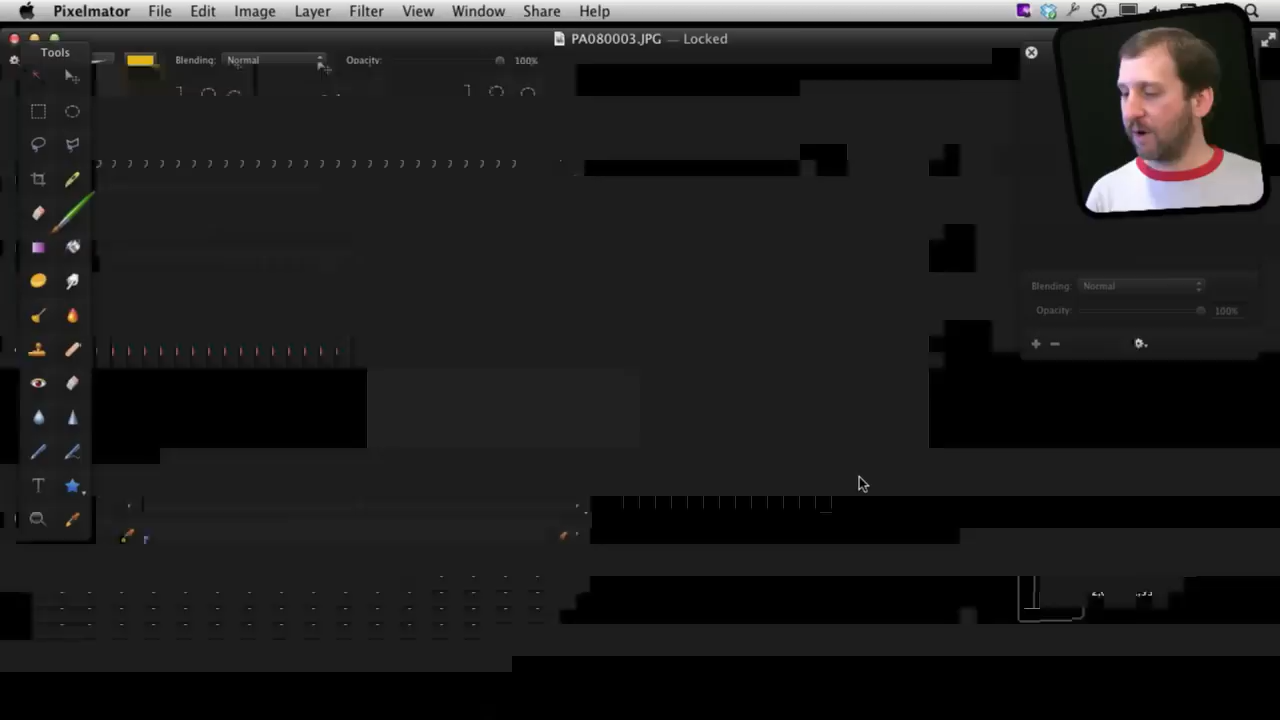 Pixelmator File Edit Image Layer Filter View Window Share Help
PA080003.JPG — Locked
Tools
Blending: Normal Opacity: 100%
Blending: Normal
Opacity: 100%